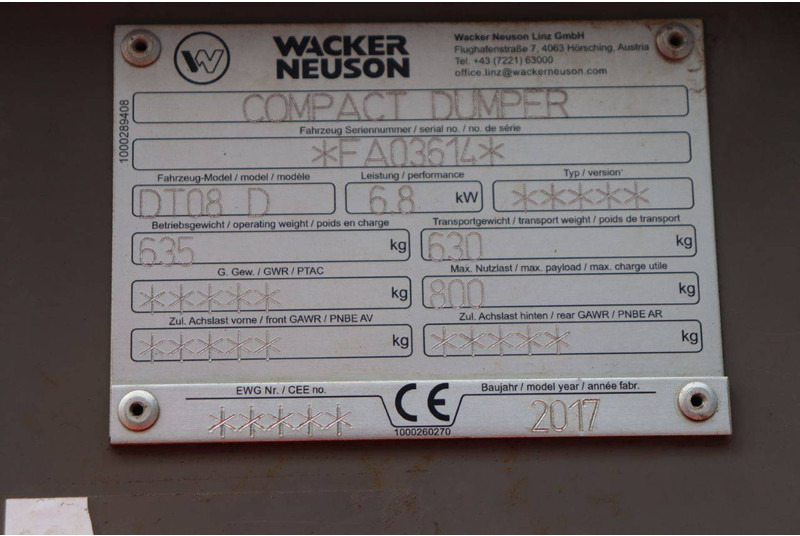 W
WACKER NEUSON
Wacker Neuson Linz GmbH
Flughafenstraße 7, 4063 Hörsching, Austria
Tel. +43 (7221) 63000
office.linz@wackerneuson.com
1000289408
COMPACT DUMPER
Fahrzeug Seriennummer / serial no. / no. de série
*FA03614*
Fahrzeug-Model / model / modèle Leistung / performance Typ / version
DT08 D 6.8 kW *****
Betriebsgewicht / operating weight / poids en charge Transportgewicht / transport weight / poids de transport
635 kg 630 kg
G. Gew. / GWR / PTAC Max. Nutzlast / max. payload / max. charge utile
***** kg 800 kg
Zul. Achslast vorne / front GAWR / PNBE AV Zul. Achslast hinten / rear GAWR / PNBE AR
***** kg ***** kg
EWG Nr. / CEE no. CE Baujahr / model year / année fabr.
***** 2017
1000260270